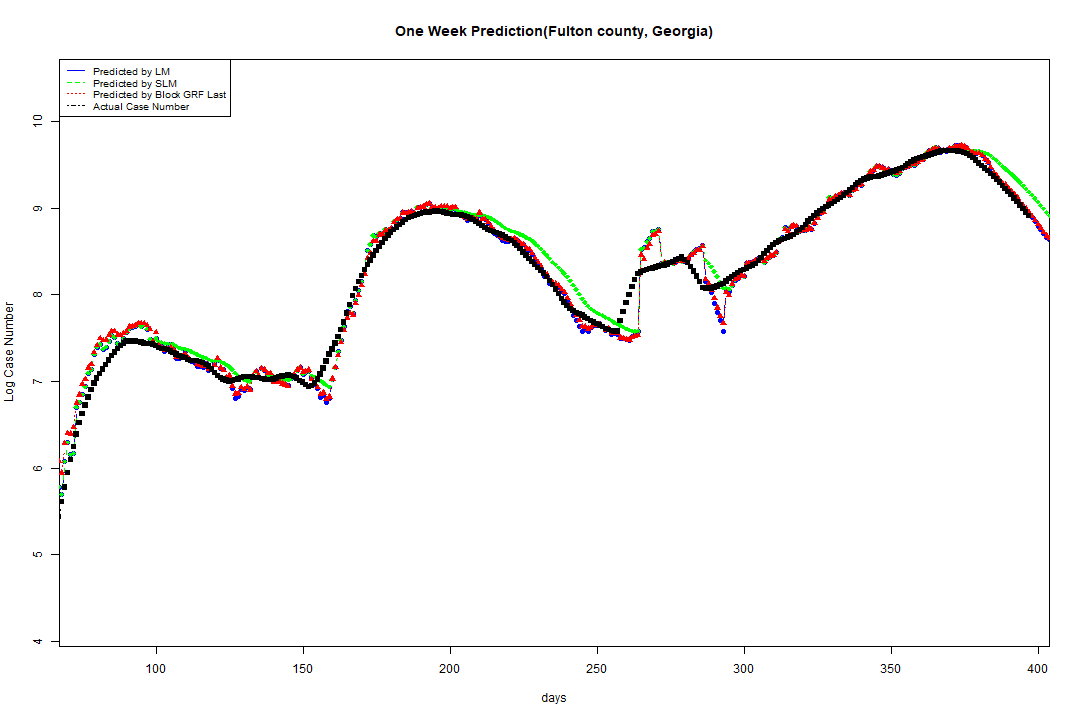 One Week Prediction(Fulton county, Georgia)
Predicted by LM
Predicted by SLM
Predicted by Block GRF Last
Actual Case Number
Log Case Number
10
9
8
7
6
5
4
100 150 200 250 300 350 400
days